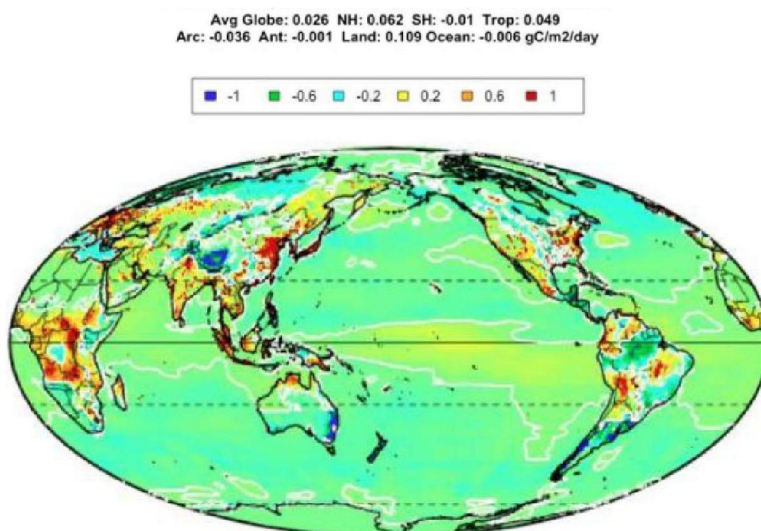 Avg Globe: 0.026 NH: 0.062 SH: -0.01 Trop: 0.049
Arc: -0.036 Ant: -0.001 Land: 0.109 Ocean: -0.006 gC/m2/day
-1 -0.6 -0.2 0.2 0.6 1